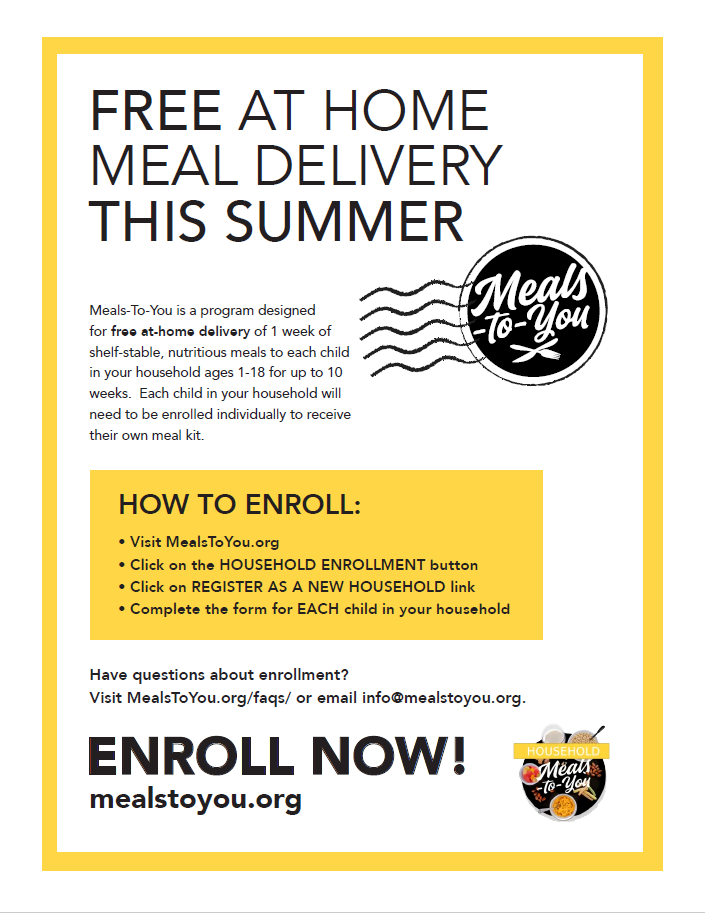 FREE AT HOME
MEAL DELIVERY
THIS SUMMER
Meals
-to-You
Meals-To-You is a program designed
for free at-home delivery of 1 week of
shelf-stable, nutritious meals to each child
in your household ages 1-18 for up to 10
weeks.  Each child in your household will
need to be enrolled individually to receive
their own meal kit.
HOW TO ENROLL:
• Visit MealsToYou.org
• Click on the HOUSEHOLD ENROLLMENT button
• Click on REGISTER AS A NEW HOUSEHOLD link
• Complete the form for EACH child in your household
Have questions about enrollment?
Visit MealsToYou.org/faqs/ or email info@mealstoyou.org.
ENROLL NOW!
mealstoyou.org
HOUSEHOLD
Meals
-to-You